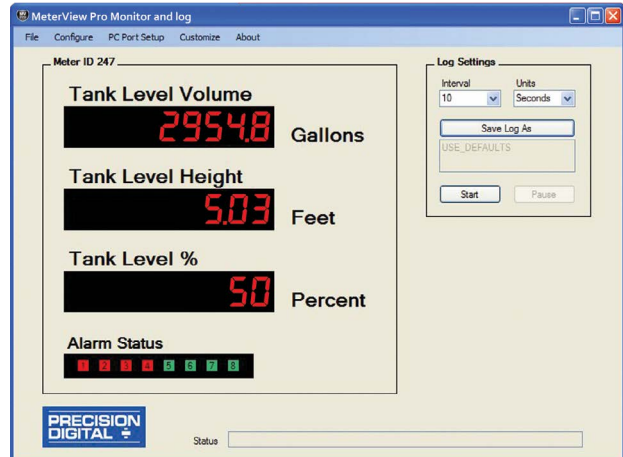 MeterView Pro Monitor and log
File Configure PC Port Setup Customize About
Meter ID 247
Tank Level Volume
2954.8 Gallons
Tank Level Height
5.03 Feet
Tank Level %
50 Percent
Alarm Status
1 2 3 4 5 6 7 8
Log Settings
Interval Units
10 Seconds
Save Log As
USE_DEFAULTS
Start Pause
PRECISION
DIGITAL
Status